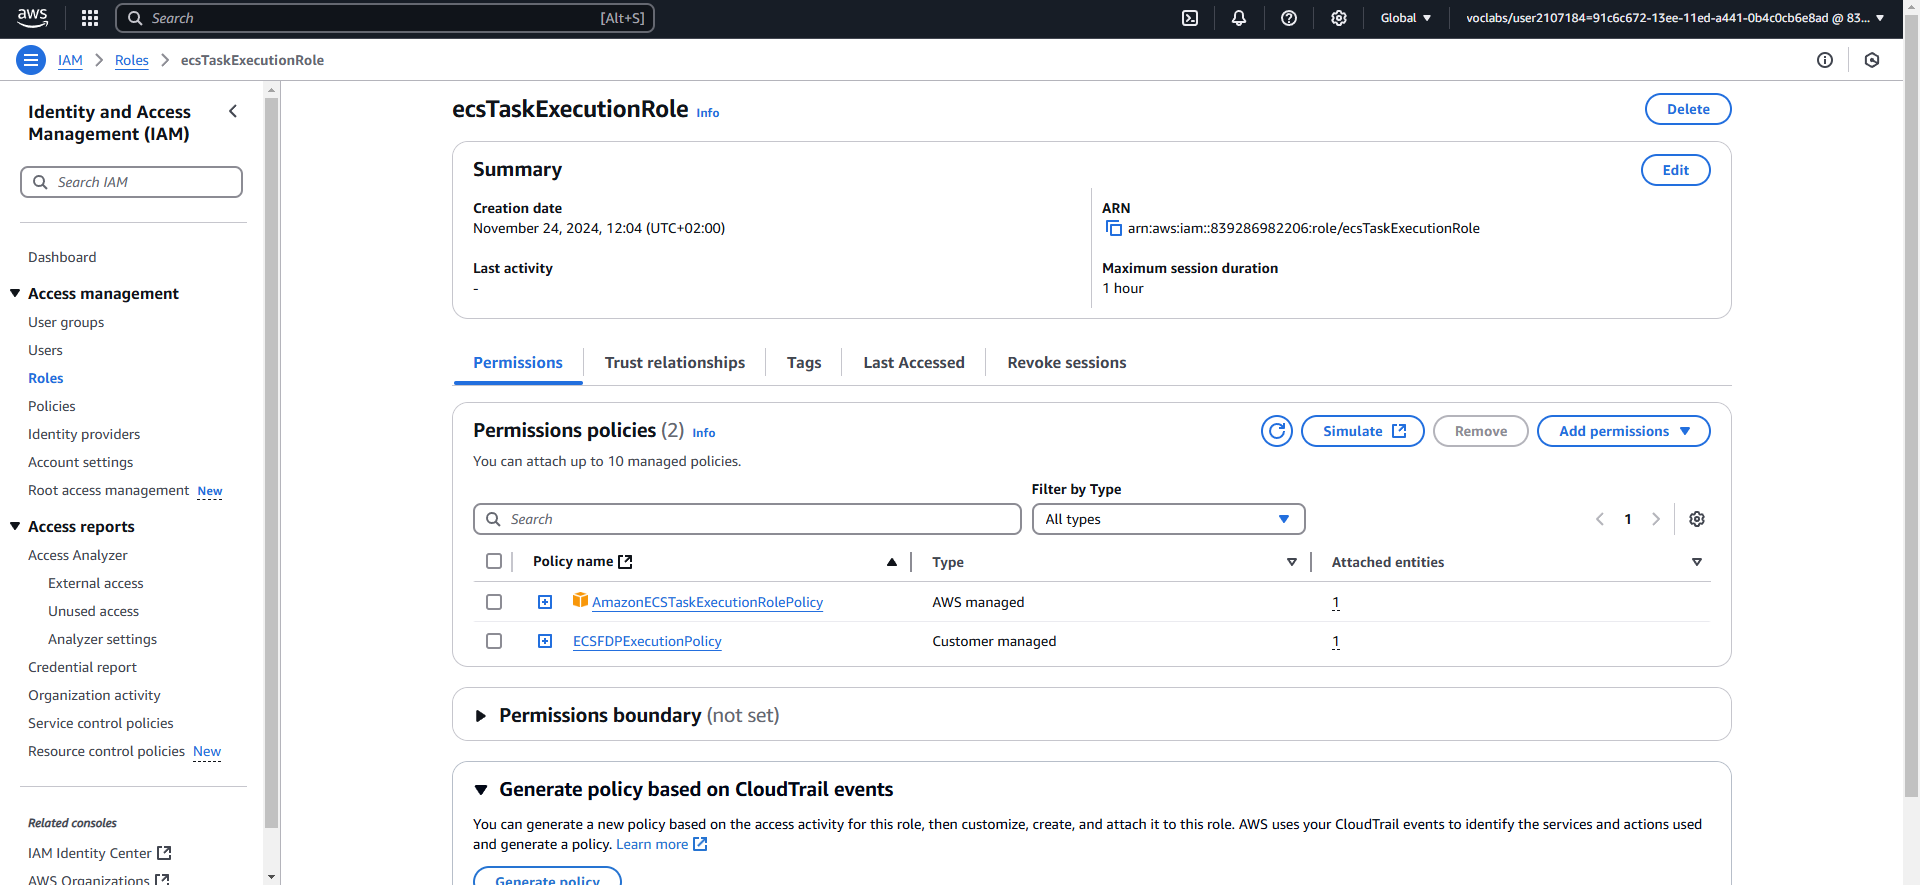 aws
Search
[Alt+S]
Global
voclabs/user2107184=91c6c672-13ee-11ed-a441-0b4c0cb6e8ad @ 83...
IAM
Roles
ecsTaskExecutionRole
Identity and Access
Management (IAM)
Search IAM
Dashboard
Access management
User groups
Users
Roles
Policies
Identity providers
Account settings
Root access management New
Access reports
Access Analyzer
External access
Unused access
Analyzer settings
Credential report
Organization activity
Service control policies
Resource control policies New
Related consoles
IAM Identity Center
AWS Organizations
ecsTaskExecutionRole Info
Delete
Summary
Edit
Creation date
November 24, 2024, 12:04 (UTC+02:00)
ARN
arn:aws:iam::839286982206:role/ecsTaskExecutionRole
Last activity
-
Maximum session duration
1 hour
Permissions
Trust relationships
Tags
Last Accessed
Revoke sessions
Permissions policies (2) Info
Simulate
Remove
Add permissions
You can attach up to 10 managed policies.
Filter by Type
Search
All types
1
Policy name
Type
Attached entities
AmazonECSTaskExecutionRolePolicy
AWS managed
1
ECSFDPExecutionPolicy
Customer managed
1
Permissions boundary (not set)
Generate policy based on CloudTrail events
You can generate a new policy based on the access activity for this role, then customize, create, and attach it to this role. AWS uses your CloudTrail events to identify the services and actions used
and generate a policy. Learn more
Generate policy